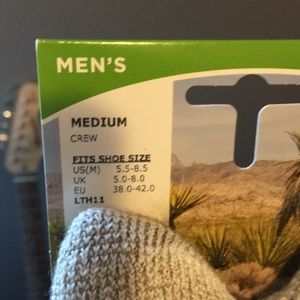 MEN'S
MEDIUM
CREW
FITS SHOE SIZE
US(M) 5.5-8.5
UK 5.0-8.0
EU 38.0-42.0
LTH11